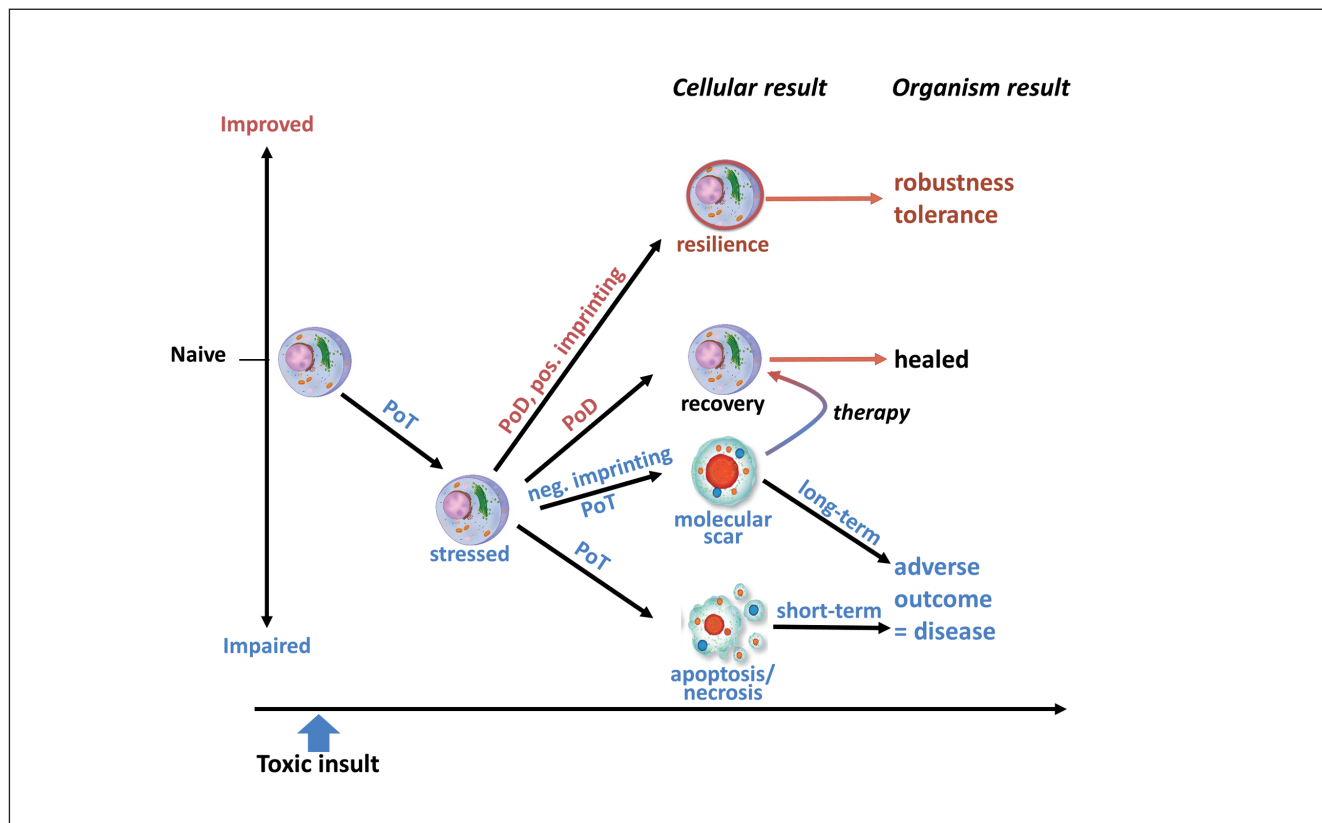 Cellular result
Organism result
Improved
robustness
tolerance
resilience
PoD, pos. imprinting
Naive
healed
recovery
PoD
therapy
PoT
neg. imprinting
PoT
long-term
molecular
scar
stressed
PoT
adverse
outcome
= disease
short-term
Impaired
apoptosis/
necrosis
Toxic insult